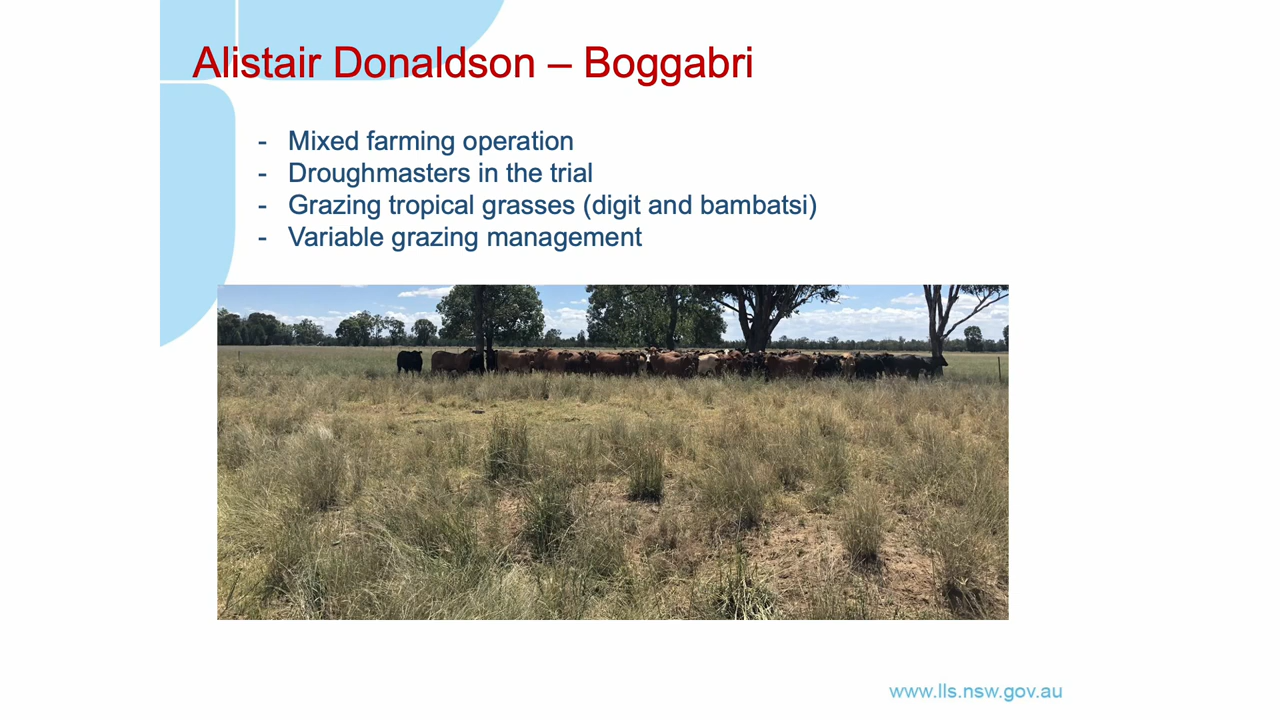 Alistair Donaldson – Boggabri
- Mixed farming operation
- Droughmasters in the trial
- Grazing tropical grasses (digit and bambatsi)
- Variable grazing management
www.lls.nsw.gov.au